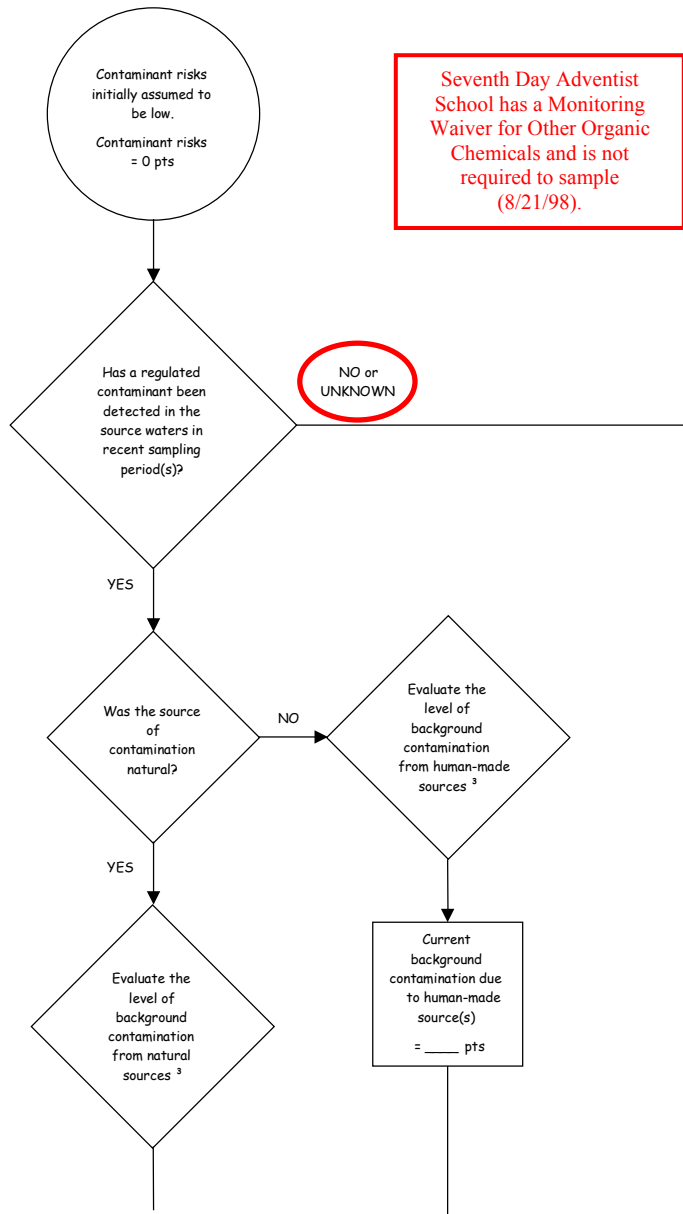 Contaminant risks
initially assumed to
be low.
Contaminant risks
= 0 pts
Seventh Day Adventist
School has a Monitoring
Waiver for Other Organic
Chemicals and is not
required to sample
(8/21/98).
Has a regulated
contaminant been
detected in the
source waters in
recent sampling
period(s)?
NO or
UNKNOWN
YES
Was the source
of
contamination
natural?
NO
Evaluate the
level of
background
contamination
from human-made
sources ³
YES
Evaluate the
level of
background
contamination
from natural
sources ³
Current
background
contamination due
to human-made
source(s)
= ____ pts